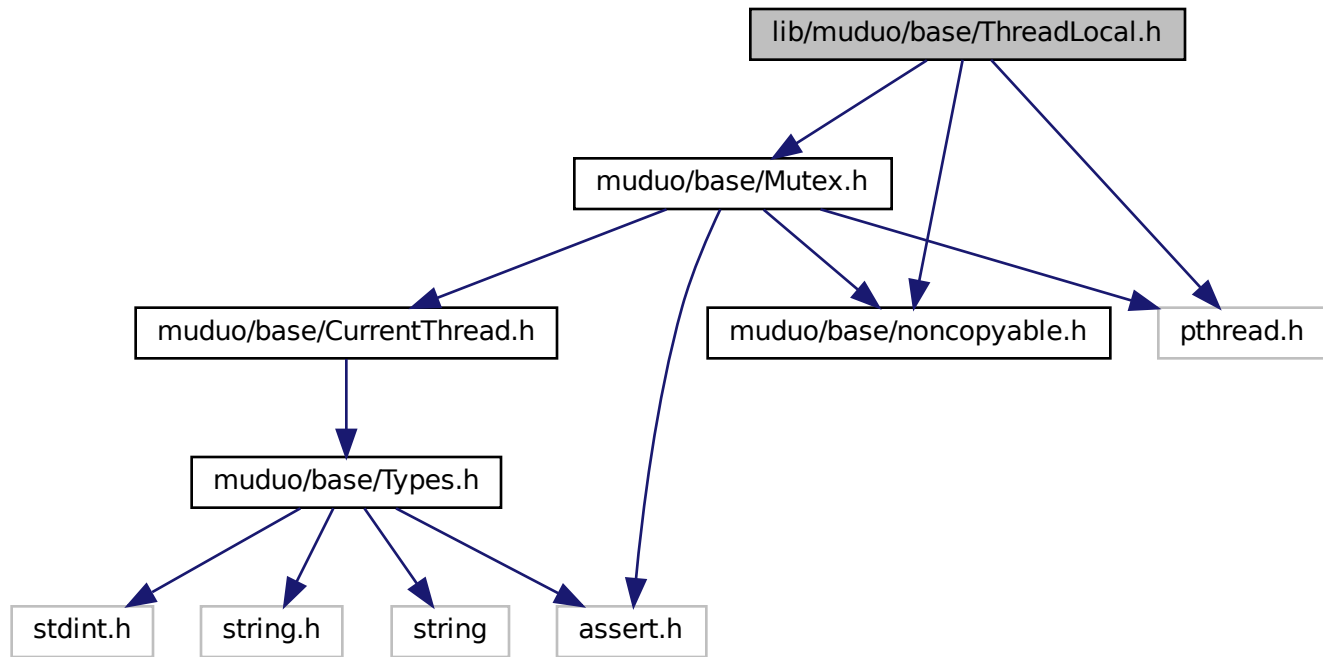 lib/muduo/base/ThreadLocal.h
muduo/base/Mutex.h
muduo/base/CurrentThread.h
muduo/base/noncopyable.h
pthread.h
muduo/base/Types.h
stdint.h
string.h
string
assert.h